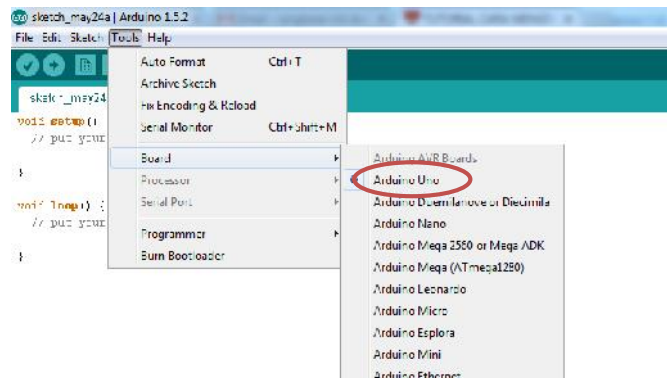 sketch_may24a | Arduino 1.5.2
File Edit Sketch Tools Help
Auto Format Ctrl+T
Archive Sketch
Fix Encoding & Reload
Serial Monitor Ctrl+Shift+M
Board
Processor
Serial Port
Programmer
Burn Bootloader
Arduino AVR Boards
Arduino Uno
Arduino Duemilanove or Diecimila
Arduino Nano
Arduino Mega 2560 or Mega ADK
Arduino Mega (ATmega1280)
Arduino Leonardo
Arduino Micro
Arduino Esplora
Arduino Mini
Arduino Ethernet
sketch_may24
void setup()
// put your
}
void loop() {
// put your
}